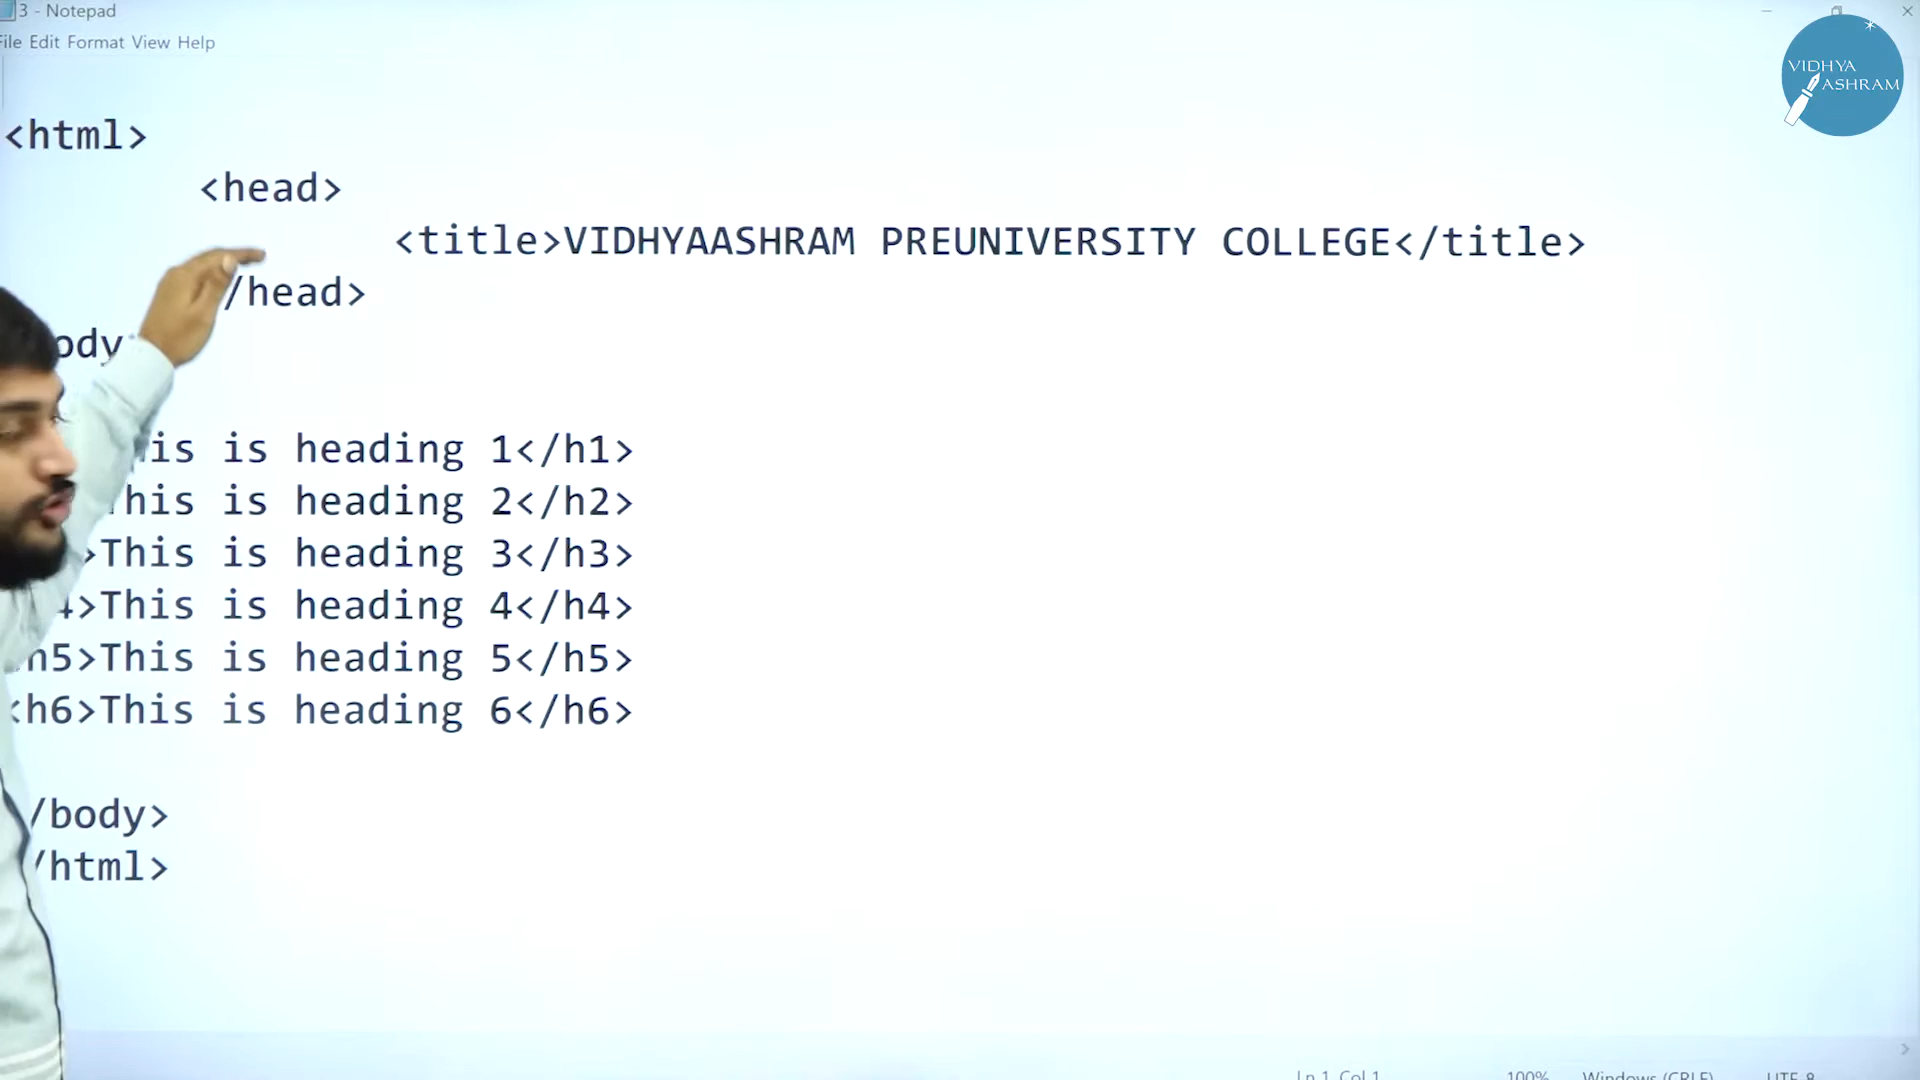 3 - Notepad
File Edit Format View Help
VIDHYA
ASHRAM
<html>
<head>
<title>VIDHYAASHRAM PREUNIVERSITY COLLEGE</title>
/head>
ody
is is heading 1</h1>
his is heading 2</h2>
>This is heading 3</h3>
4>This is heading 4</h4>
h5>This is heading 5</h5>
<h6>This is heading 6</h6>
/body>
/html>
Ln 1, Col 1 100% Windows (CRLF) UTF-8